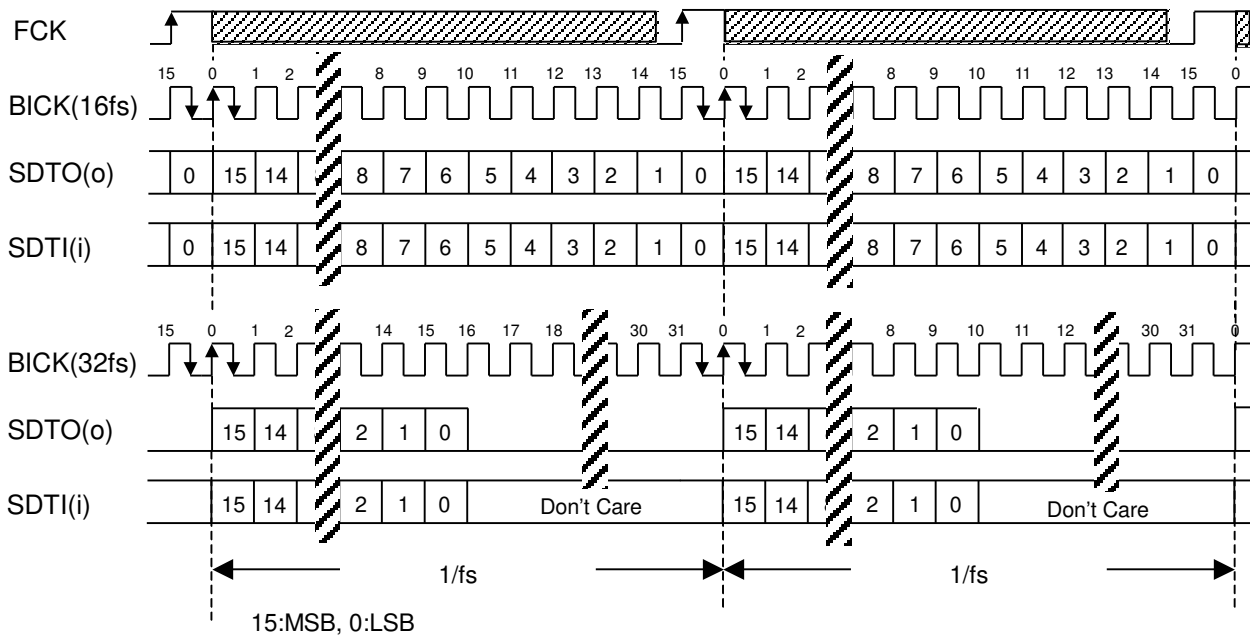 FCK
15 0 1 2 8 9 10 11 12 13 14 15 0 1 2 8 9 10 11 12 13 14 15 0
BICK(16fs)
SDTO(o) 0 15 14 8 7 6 5 4 3 2 1 0 15 14 8 7 6 5 4 3 2 1 0
SDTI(i) 0 15 14 8 7 6 5 4 3 2 1 0 15 14 8 7 6 5 4 3 2 1 0
15 0 1 2 14 15 16 17 18 30 31 0 1 2 8 9 10 11 12 30 31 0
BICK(32fs)
SDTO(o) 15 14 2 1 0 15 14 2 1 0
SDTI(i) 15 14 2 1 0 Don't Care 15 14 2 1 0 Don't Care
1/fs 1/fs
15:MSB, 0:LSB